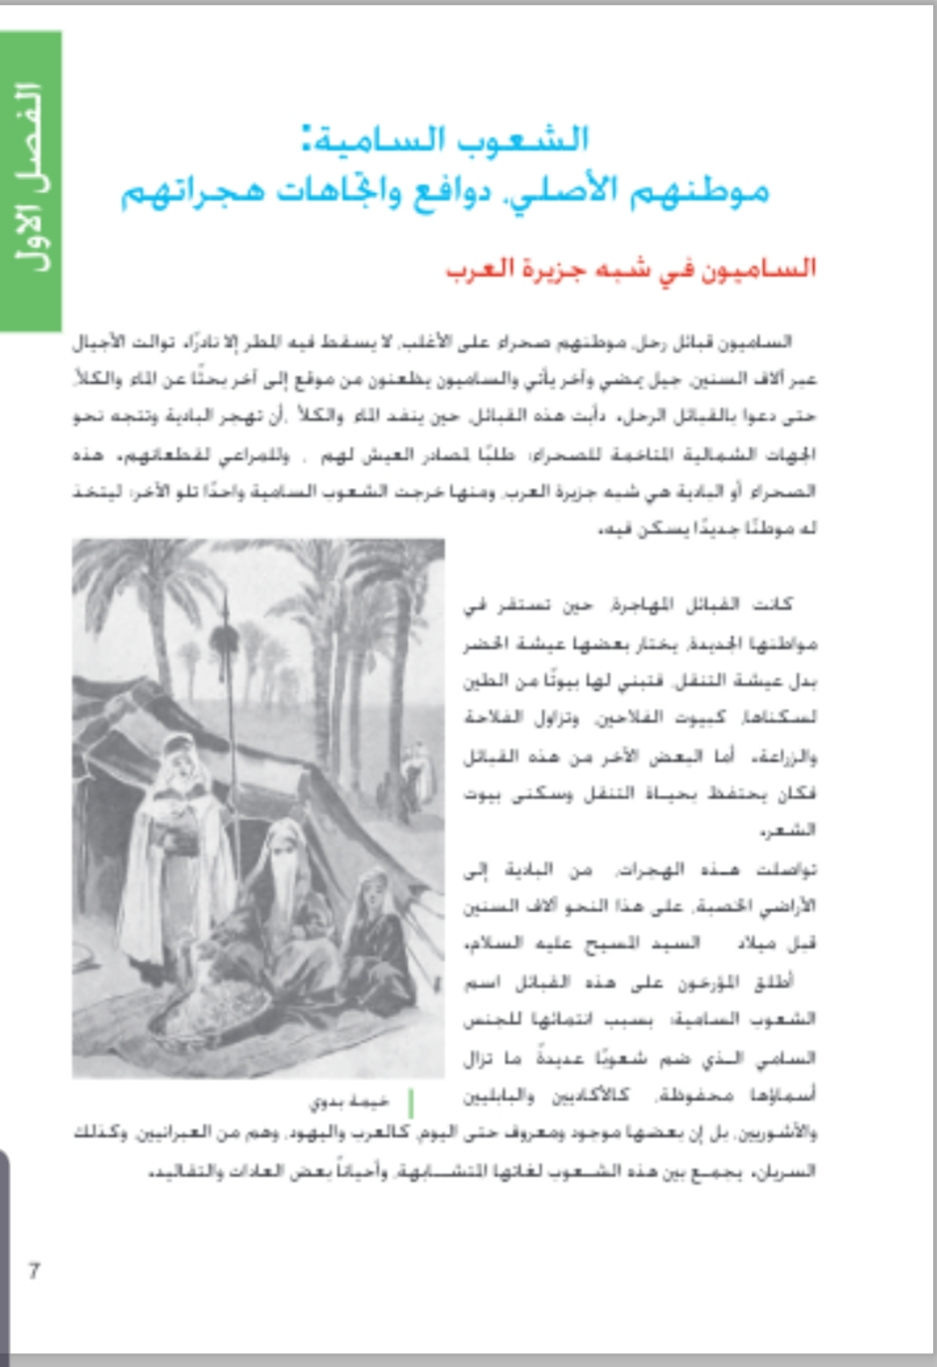 الفصل الاول
الشعوب السامية:
موطنهم الأصلي، دوافع واتجاهات هجراتهم
الساميون في شبه جزيرة العرب
الساميون قبائل رحل، موطنهم صحراء على الأغلب، لا يسقط فيه المطر إلا نادرًا. توالت الأجيال
عبر آلاف السنين، جيل يمضي وآخر يأتي والساميون يظعنون من موقع إلى آخر بحثًا عن الماء والكلأ،
حتى دعوا بالقبائل الرحل. دأبت هذه القبائل، حين ينفد الماء والكلأ ،أن تهجر البادية وتتجه نحو
الجهات الشمالية المتاخمة للصحراء؛ طلبًا لمصادر العيش لهم ، وللمراعي لقطعانهم. هذه
الصحراء أو البادية هي شبه جزيرة العرب، ومنها خرجت الشعوب السامية واحدًا تلو الآخر؛ ليتخذ
له موطنًا جديدًا يسكن فيه.
كانت القبائل المهاجرة، حين تستقر في
مواطنها الجديدة، يختار بعضها عيشة الحضر
بدل عيشة التنقل، فتبني لها بيوتًا من الطين
لسكناها، كبيوت الفلاحين، وتزاول الفلاحة
والزراعة. أما البعض الآخر من هذه القبائل
فكان يحتفظ بحياة التنقل وسكنى بيوت
الشعر.
تواصلت هذه الهجرات، من البادية إلى
الأراضي الخصبة، على هذا النحو آلاف السنين
قبل ميلاد السيد المسيح عليه السلام.
أطلق المؤرخون على هذه القبائل اسم
الشعوب السامية؛ بسبب انتمائها للجنس
السامي الذي ضم شعوبًا عديدةً ما تزال
أسماؤها محفوظة، كالأكاديين والبابليين
والآشوريين، بل إن بعضها موجود ومعروف حتى اليوم، كالعرب واليهود، وهم من العبرانيين، وكذلك
السريان. يجمع بين هذه الشعوب لغاتها المتشابهة، وأحياناً بعض العادات والتقاليد.
خيمة بدوي
7